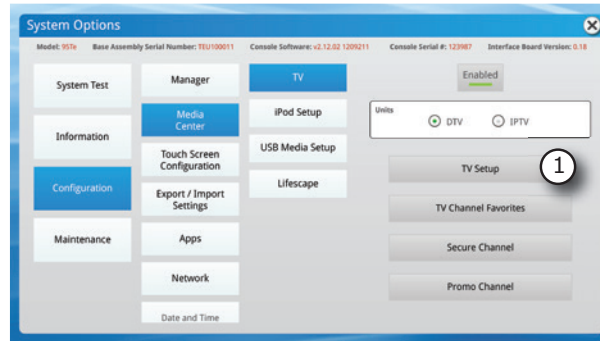 System Options
Model: 95Te Base Assembly Serial Number: TEU100011 Console Software: v2.12.02 1209211 Console Serial #: 123987 Interface Board Version: 0.18
System Test
Information
Configuration
Maintenance
Manager
Media
Center
Touch Screen
Configuration
Export / Import
Settings
Apps
Network
Date and Time
TV
iPod Setup
USB Media Setup
Lifescape
Enabled
Units
DTV
IPTV
TV Setup
1
TV Channel Favorites
Secure Channel
Promo Channel